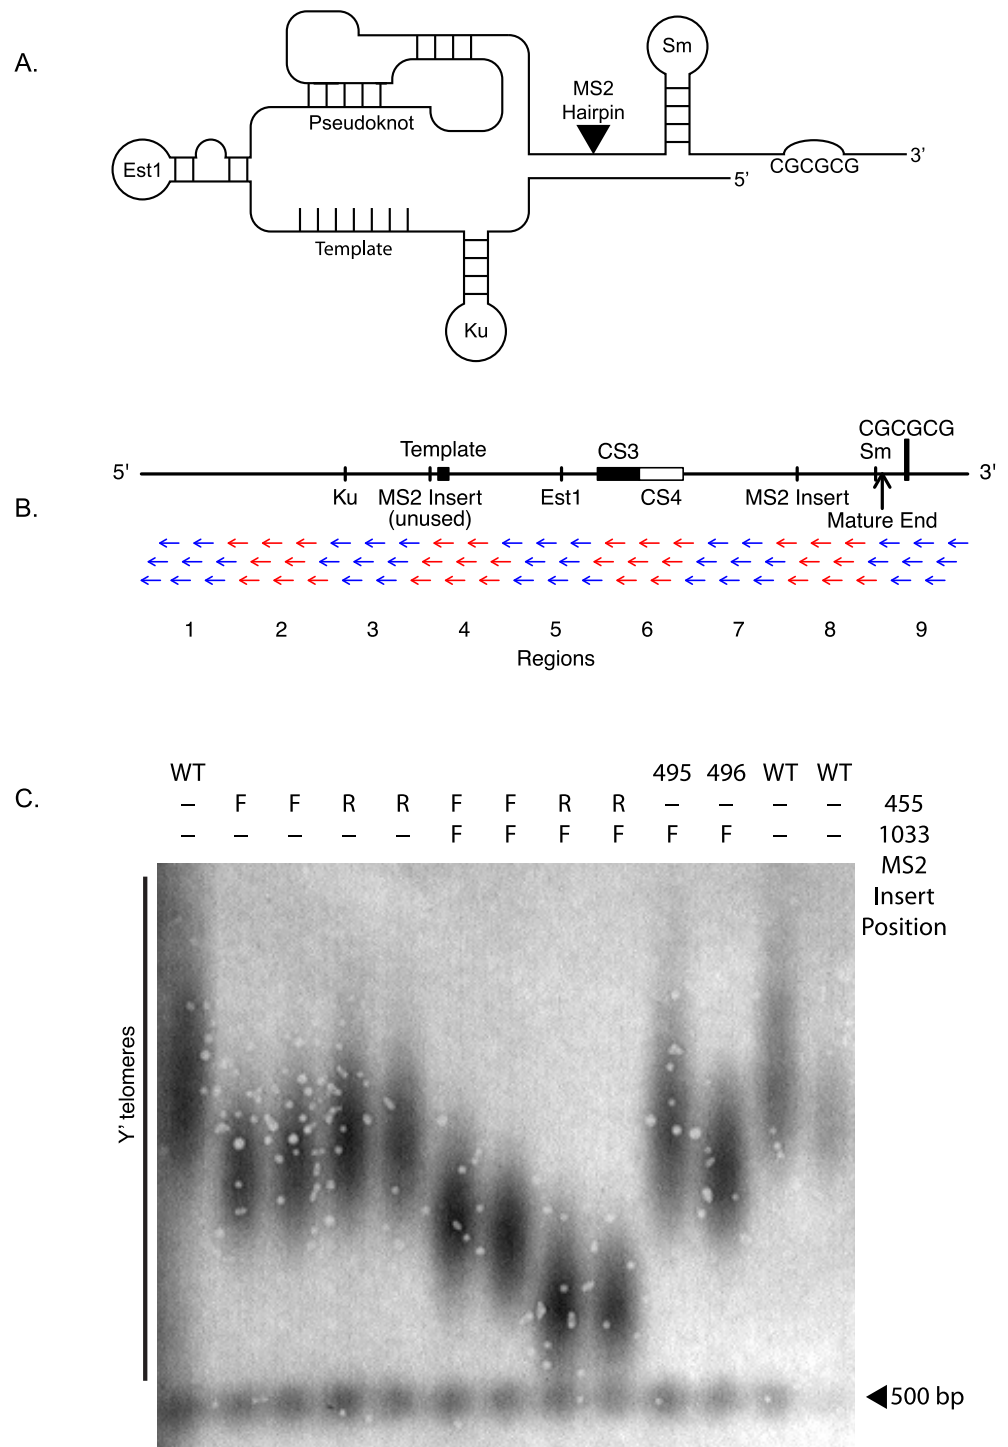 A.
Sm
MS2
Hairpin
Pseudoknot
Est1
3’
CGCGCG
5’
Template
Ku
B.
CGCGCG
Template
CS3
Sm
5'
3'
Ku
MS2 Insert
(unused)
Est1
CS4
MS2 Insert
Mature End
1 2 3 4 5 6 7 8 9
Regions
C.
WT 495 496 WT WT
– F F R R F F R R – – – – 455
– – – – – F F F F F F – – 1033
MS2
Insert
Position
Y' telomeres
500 bp